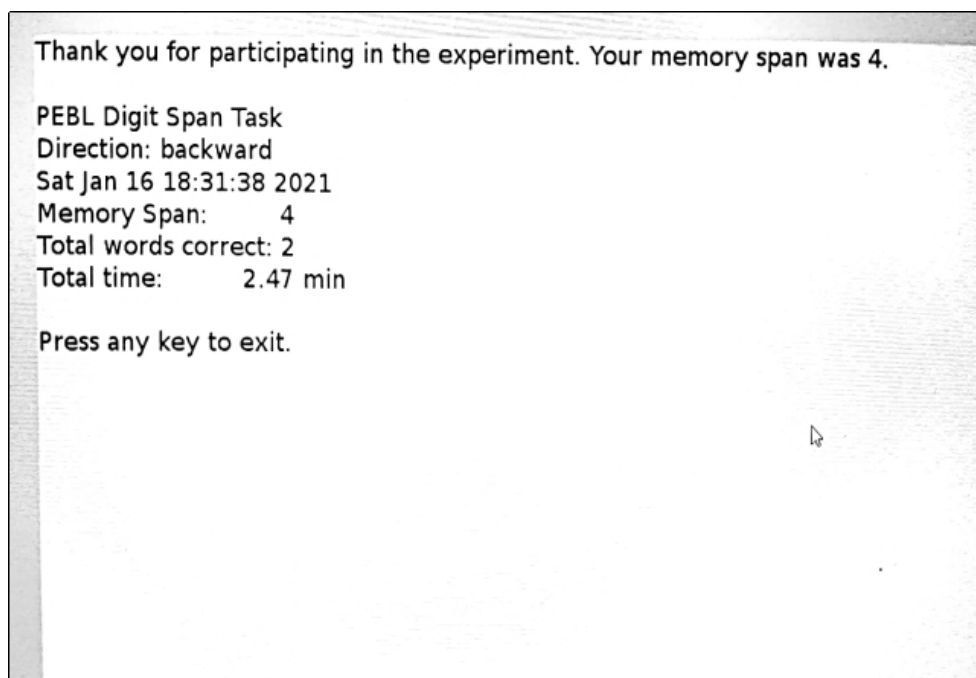 Thank you for participating in the experiment. Your memory span was 4.
PEBL Digit Span Task
Direction: backward
Sat Jan 16 18:31:38 2021
Memory Span: 4
Total words correct: 2
Total time: 2.47 min
Press any key to exit.